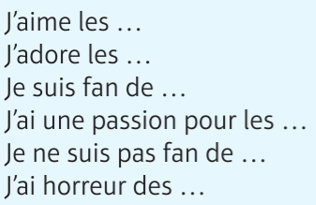 J’aime les …
J’adore les …
Je suis fan de …
J’ai une passion pour les …
Je ne suis pas fan de …
J’ai horreur des …